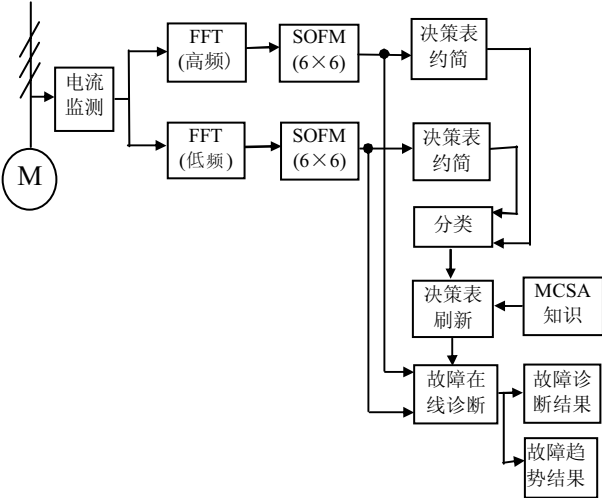 FFT
(高频)
SOFM
(6×6)
决策表
约简
电流
监测
FFT
(低频)
SOFM
(6×6)
决策表
约简
M
分类
决策表
刷新
MCSA
知识
故障在
线诊断
故障诊
断结果
故障趋
势结果